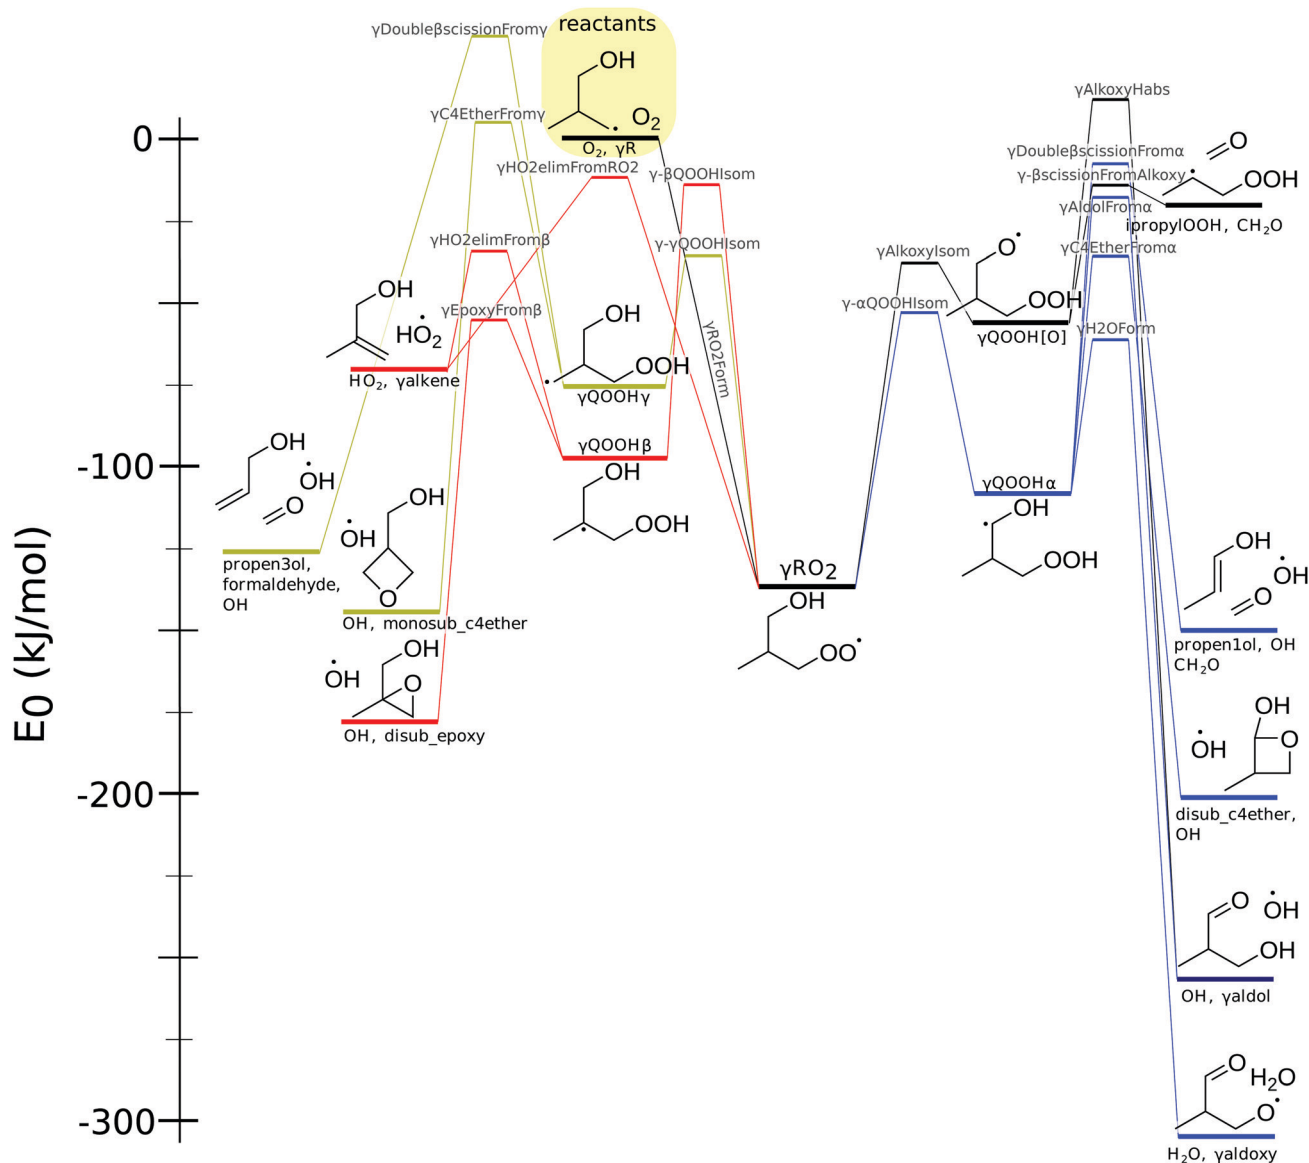 reactants
γDoubleβscissionFromγ
OH
O₂
γC4EtherFromγ
γAlkoxyHabs
0
O₂, γR
γHO2elimFromRO2
γ-βQOOHIsom
γDoubleβscissionFromα
O
γ-βscissionFromAlkoxy
OOH
γAldolFromα
ipropylOOH, CH₂O
γHO2elimFromβ
γ-γQOOHIsom
γAlkoxyIsom
O
γC4EtherFromα
OH
γEpoxyFromβ
γ-αQOOHIsom
OOH
HO₂
OH
γRO2Form
γQOOH[O]
γH2OForm
HO₂, γalkene
OOH
γQOOHγ
OH
γQOOHβ
-100
OH
O
OH
OOH
γQOOHα
OH
OH
OH
O
OOH
E₀ (kJ/mol)
propen3ol,
formaldehyde,
OH
OH, monosub_c4ether
γRO₂
OH
OO
OH
OH
O
propen1ol, OH
CH₂O
OH
OH
O
OH, disub_epoxy
OH
OH
O
-200
disub_c4ether,
OH
O
OH
OH
OH, γaldol
O
H₂O
O
-300
H₂O, γaldoxy